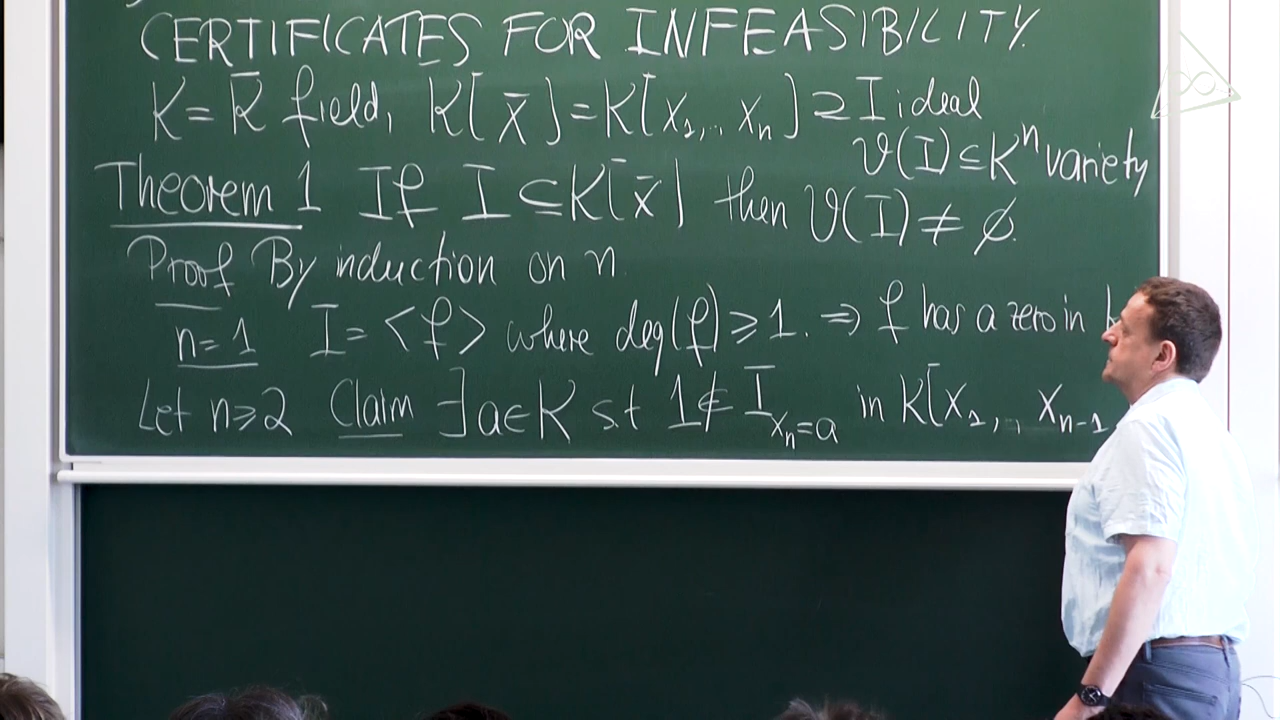 CERTIFICATES FOR INFEASIBILITY.
K = K̄ field, K[x̄] = K[x₁,.. xₙ] ⊇ I ideal
𝒱(I) ⊆ Kⁿ variety
Theorem 1 If I ⊆ K[x̄] then 𝒱(I) ≠ ∅.
Proof By induction on n
n=1 I = <f> where deg(f) ⩾ 1. ⇒ f has a zero in
Let n⩾2 Claim ∃a∈K s.t 1∉I_{xₙ=a} in K[x₁,.., xₙ₋₁